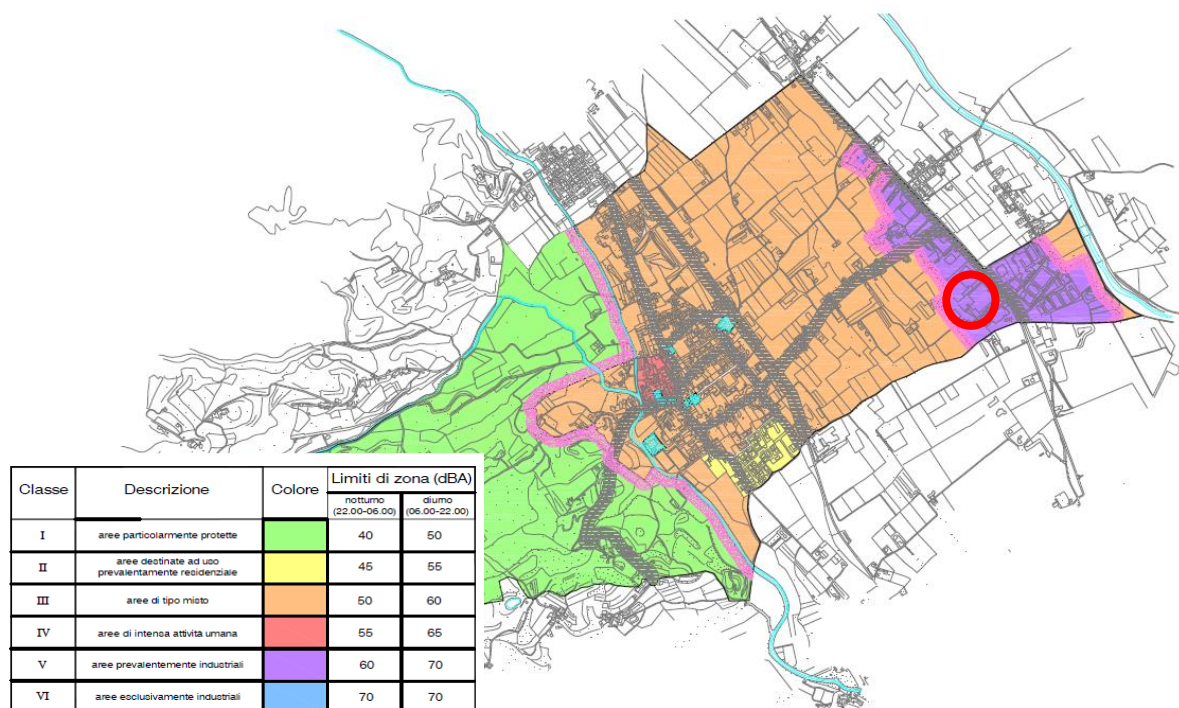 Classe Descrizione Colore Limiti di zona (dBA)
notturno (22.00-06.00) diurno (06.00-22.00)
I aree particolarmente protette 40 50
II aree destinate ad uso
prevalentamente residenziale 45 55
III aree di tipo misto 50 60
IV aree di intensa attività umana 55 65
V aree prevalentemente industriali 60 70
VI aree esclusivamente industriali 70 70